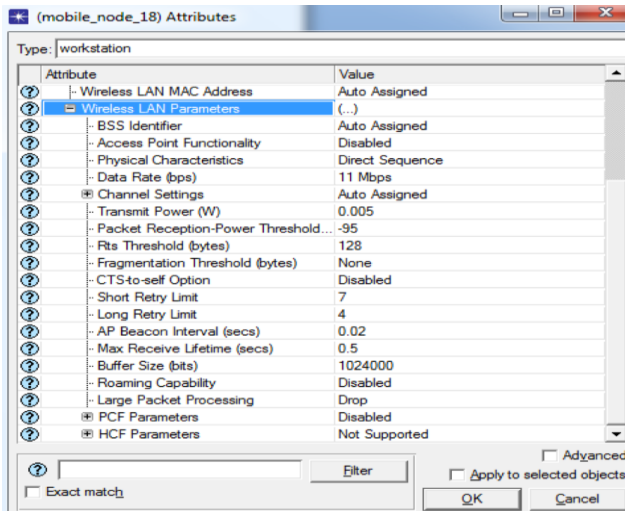 (mobile_node_18) Attributes
Type: workstation
Attribute Value
Wireless LAN MAC Address Auto Assigned
Wireless LAN Parameters (...)
BSS Identifier Auto Assigned
Access Point Functionality Disabled
Physical Characteristics Direct Sequence
Data Rate (bps) 11 Mbps
Channel Settings Auto Assigned
Transmit Power (W) 0.005
Packet Reception-Power Threshold... -95
Rts Threshold (bytes) 128
Fragmentation Threshold (bytes) None
CTS-to-self Option Disabled
Short Retry Limit 7
Long Retry Limit 4
AP Beacon Interval (secs) 0.02
Max Receive Lifetime (secs) 0.5
Buffer Size (bits) 1024000
Roaming Capability Disabled
Large Packet Processing Drop
PCF Parameters Disabled
HCF Parameters Not Supported
Advanced
Filter
Apply to selected objects
Exact match
OK Cancel